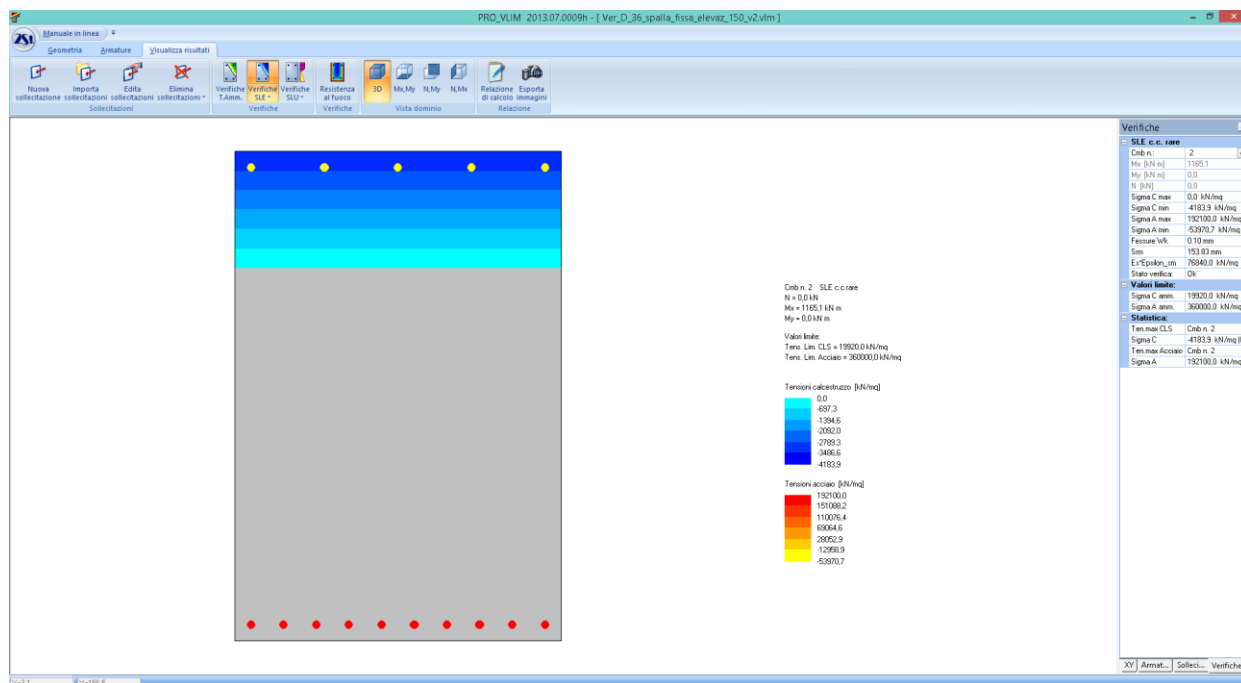 PRO_VLIM 2013.07.0009h - [ Ver_D_36_spalla_fissa_elevaz_150_v2.vlm ]
2SI
Manuale in linea
Geometria Armature Visualizza risultati
Nuova sollecitazione
Importa sollecitazioni
Edita sollecitazioni
Elimina sollecitazioni
Verifiche T.Amm.
Verifiche SLE
Verifiche SLU
Resistenza al fuoco
3D
Mx,My
N,My
N,Mx
Relazione di calcolo
Esporta immagini
Sollecitazioni
Verifiche
Verifiche
Vista dominio
Relazione
Cmb n. 2 SLE c.c.rare
N = 0,0 kN
Mx = 1165,1 kN m
My = 0,0 kN m
Valori limite:
Tens. Lim. CLS = 19920,0 kN/mq
Tens. Lim. Acciaio = 360000,0 kN/mq
Tensioni calcestruzzo [kN/mq]
0,0
-697,3
-1394,6
-2092,0
-2789,3
-3486,6
-4183,9
Tensioni acciaio [kN/mq]
192100,0
151088,2
110076,4
69064,6
28052,9
-12958,9
-53970,7
Verifiche
SLE c.c. rare
Cmb n.: 2
Mx [kN m] 1165,1
My [kN m] 0,0
N [kN] 0,0
Sigma C max 0,0 kN/mq
Sigma C min -4183,9 kN/mq
Sigma A max 192100,0 kN/mq
Sigma A min -53970,7 kN/mq
Fessure Wk 0.10 mm
Srm 153.83 mm
Es*Epsilon_sm 76840,0 kN/mq
Stato verifica: Ok
Valori limite:
Sigma C amm. 19920,0 kN/mq
Sigma A amm. 360000,0 kN/mq
Statistica:
Ten.max CLS Cmb n. 2
Sigma C -4183,9 kN/mq
Ten.max Acciaio Cmb n. 2
Sigma A 192100,0 kN/mq
XY Armat... Solleci... Verifiche